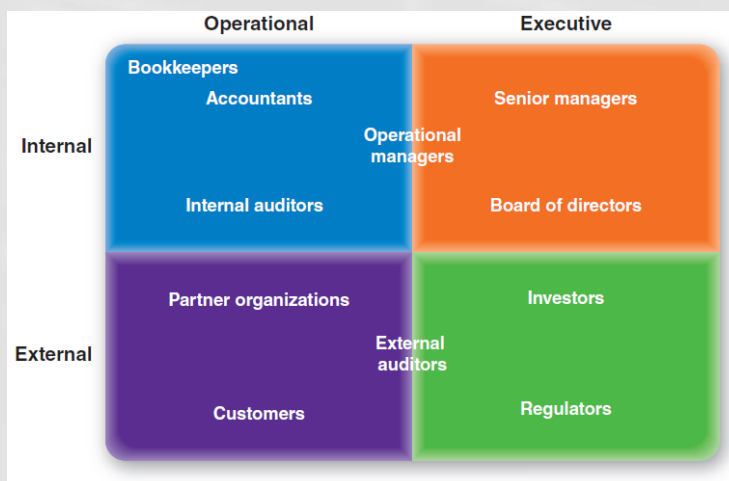 Operational
Executive
Bookkeepers
Accountants
Senior managers
Internal
Operational
managers
Internal auditors
Board of directors
Partner organizations
Investors
External
External
auditors
Customers
Regulators